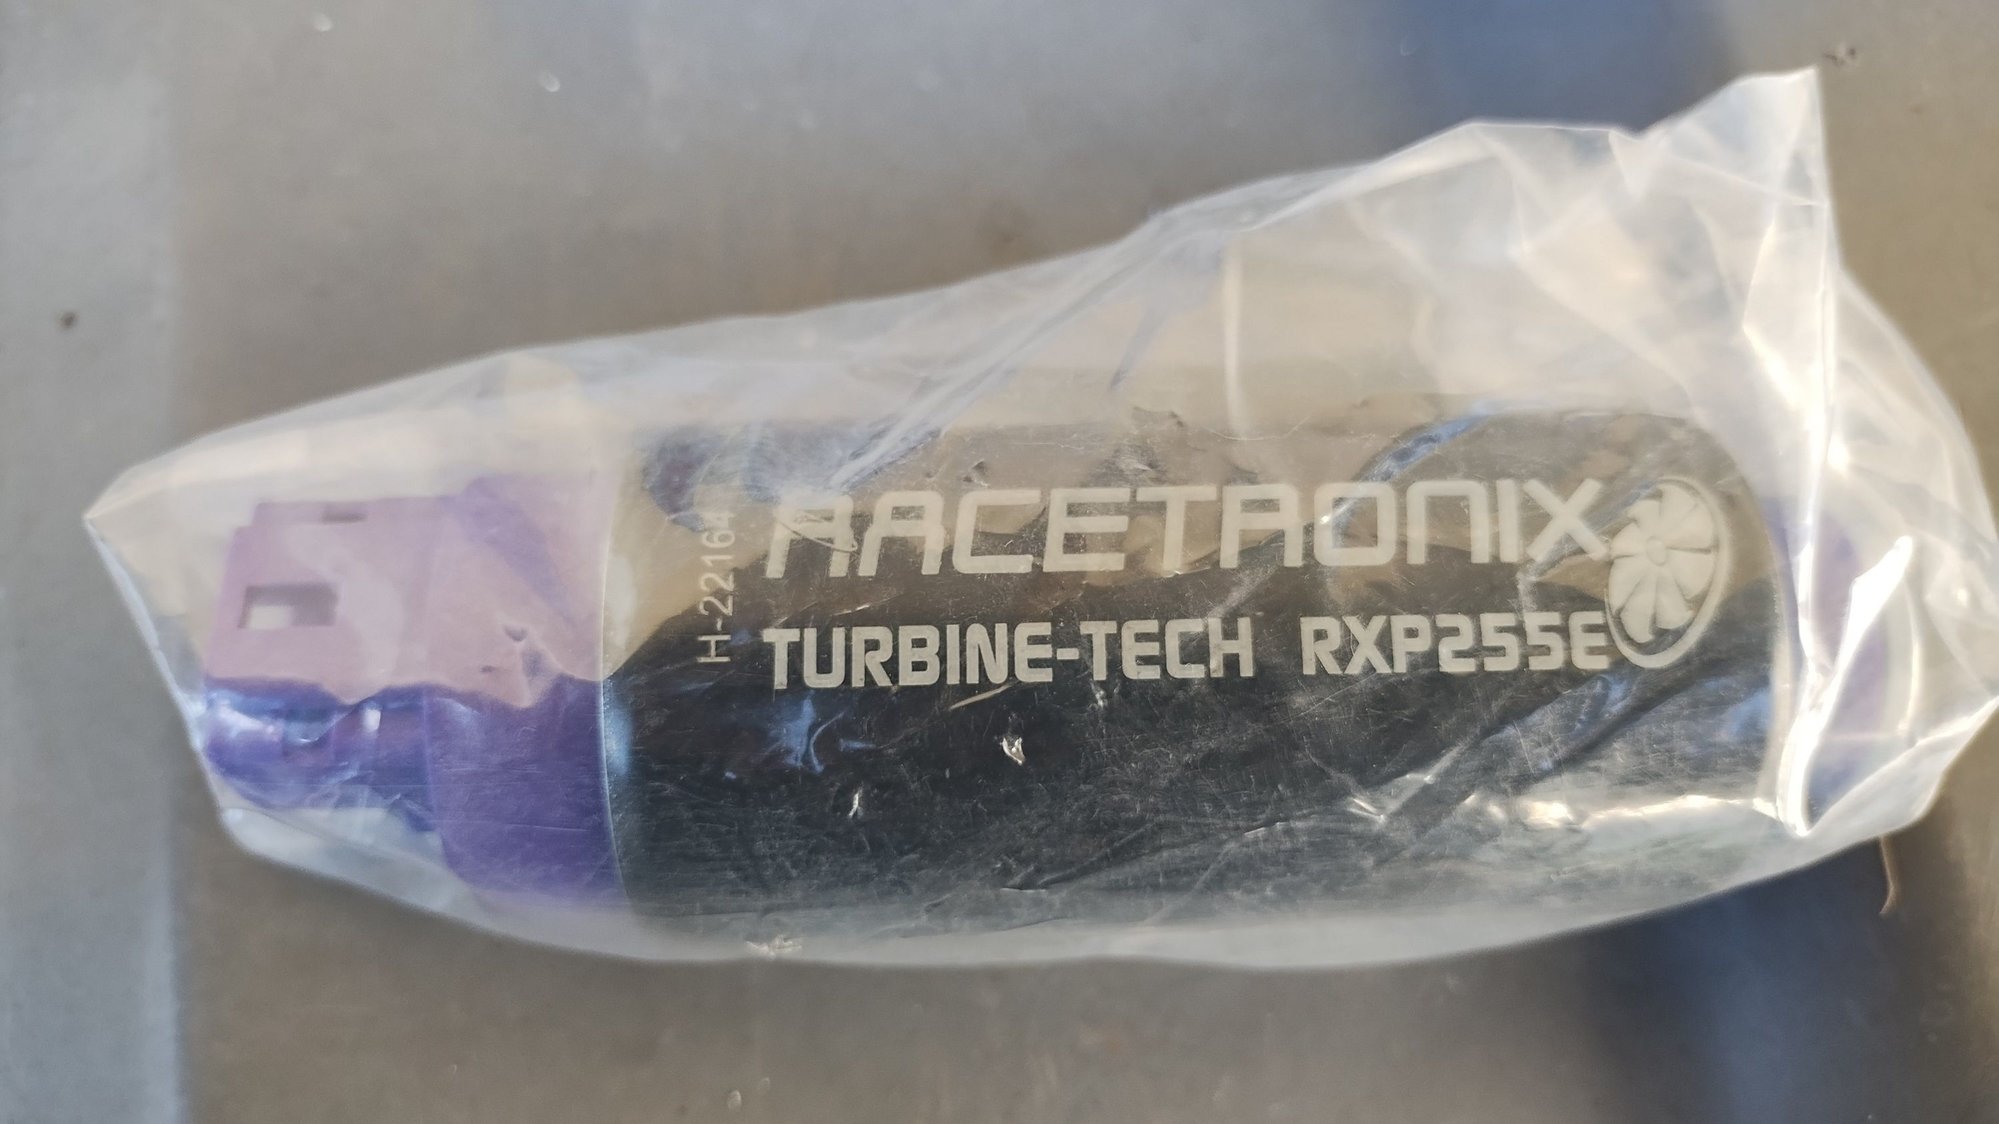 RACETRONIX
TURBINE-TECH RXP255E
H-22164